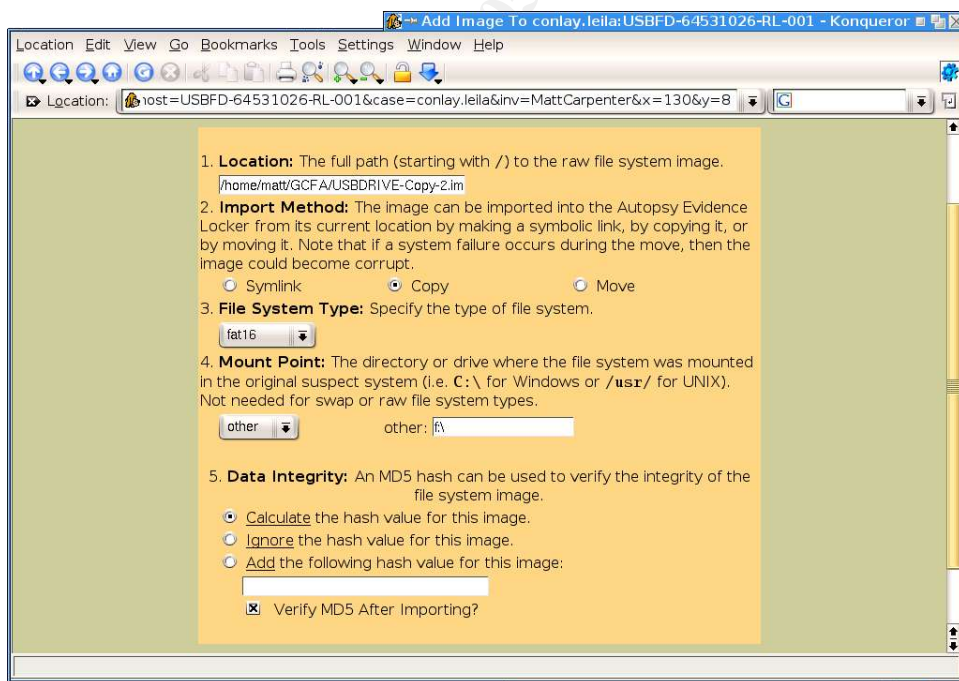 Add Image To conlay.leila:USBFD-64531026-RL-001 - Konqueror
Location Edit View Go Bookmarks Tools Settings Window Help
Location: host=USBFD-64531026-RL-001&case=conlay.leila&inv=MattCarpenter&x=130&y=8
1. Location: The full path (starting with /) to the raw file system image.
/home/matt/GCFA/USBDRIVE-Copy-2.im
2. Import Method: The image can be imported into the Autopsy Evidence
Locker from its current location by making a symbolic link, by copying it, or
by moving it. Note that if a system failure occurs during the move, then the
image could become corrupt.
Symlink Copy Move
3. File System Type: Specify the type of file system.
fat16
4. Mount Point: The directory or drive where the file system was mounted
in the original suspect system (i.e. C:\ for Windows or /usr/ for UNIX).
Not needed for swap or raw file system types.
other other: f:\
5. Data Integrity: An MD5 hash can be used to verify the integrity of the
file system image.
Calculate the hash value for this image.
Ignore the hash value for this image.
Add the following hash value for this image:
Verify MD5 After Importing?